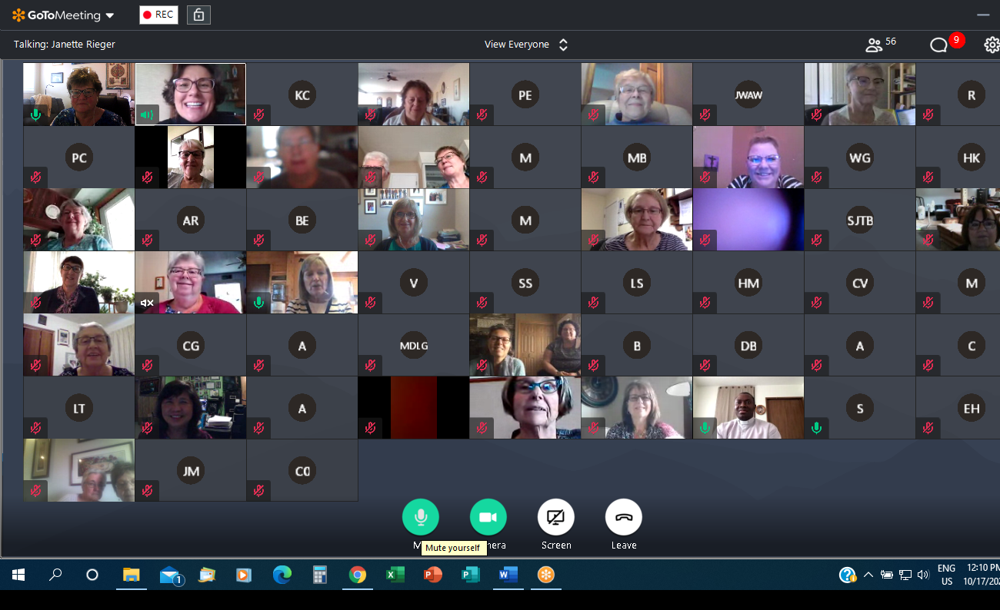 GoToMeeting
REC
Talking: Janette Rieger
View Everyone
56
9
KC
PE
JWAW
R
PC
M
MB
WG
HK
AR
BE
M
SJTB
V
SS
LS
HM
CV
M
CG
A
MDLG
B
DB
A
C
LT
A
S
EH
JM
CO
Mute yourself
Screen
Leave
1
ENG
US
12:10 PM
10/17/202